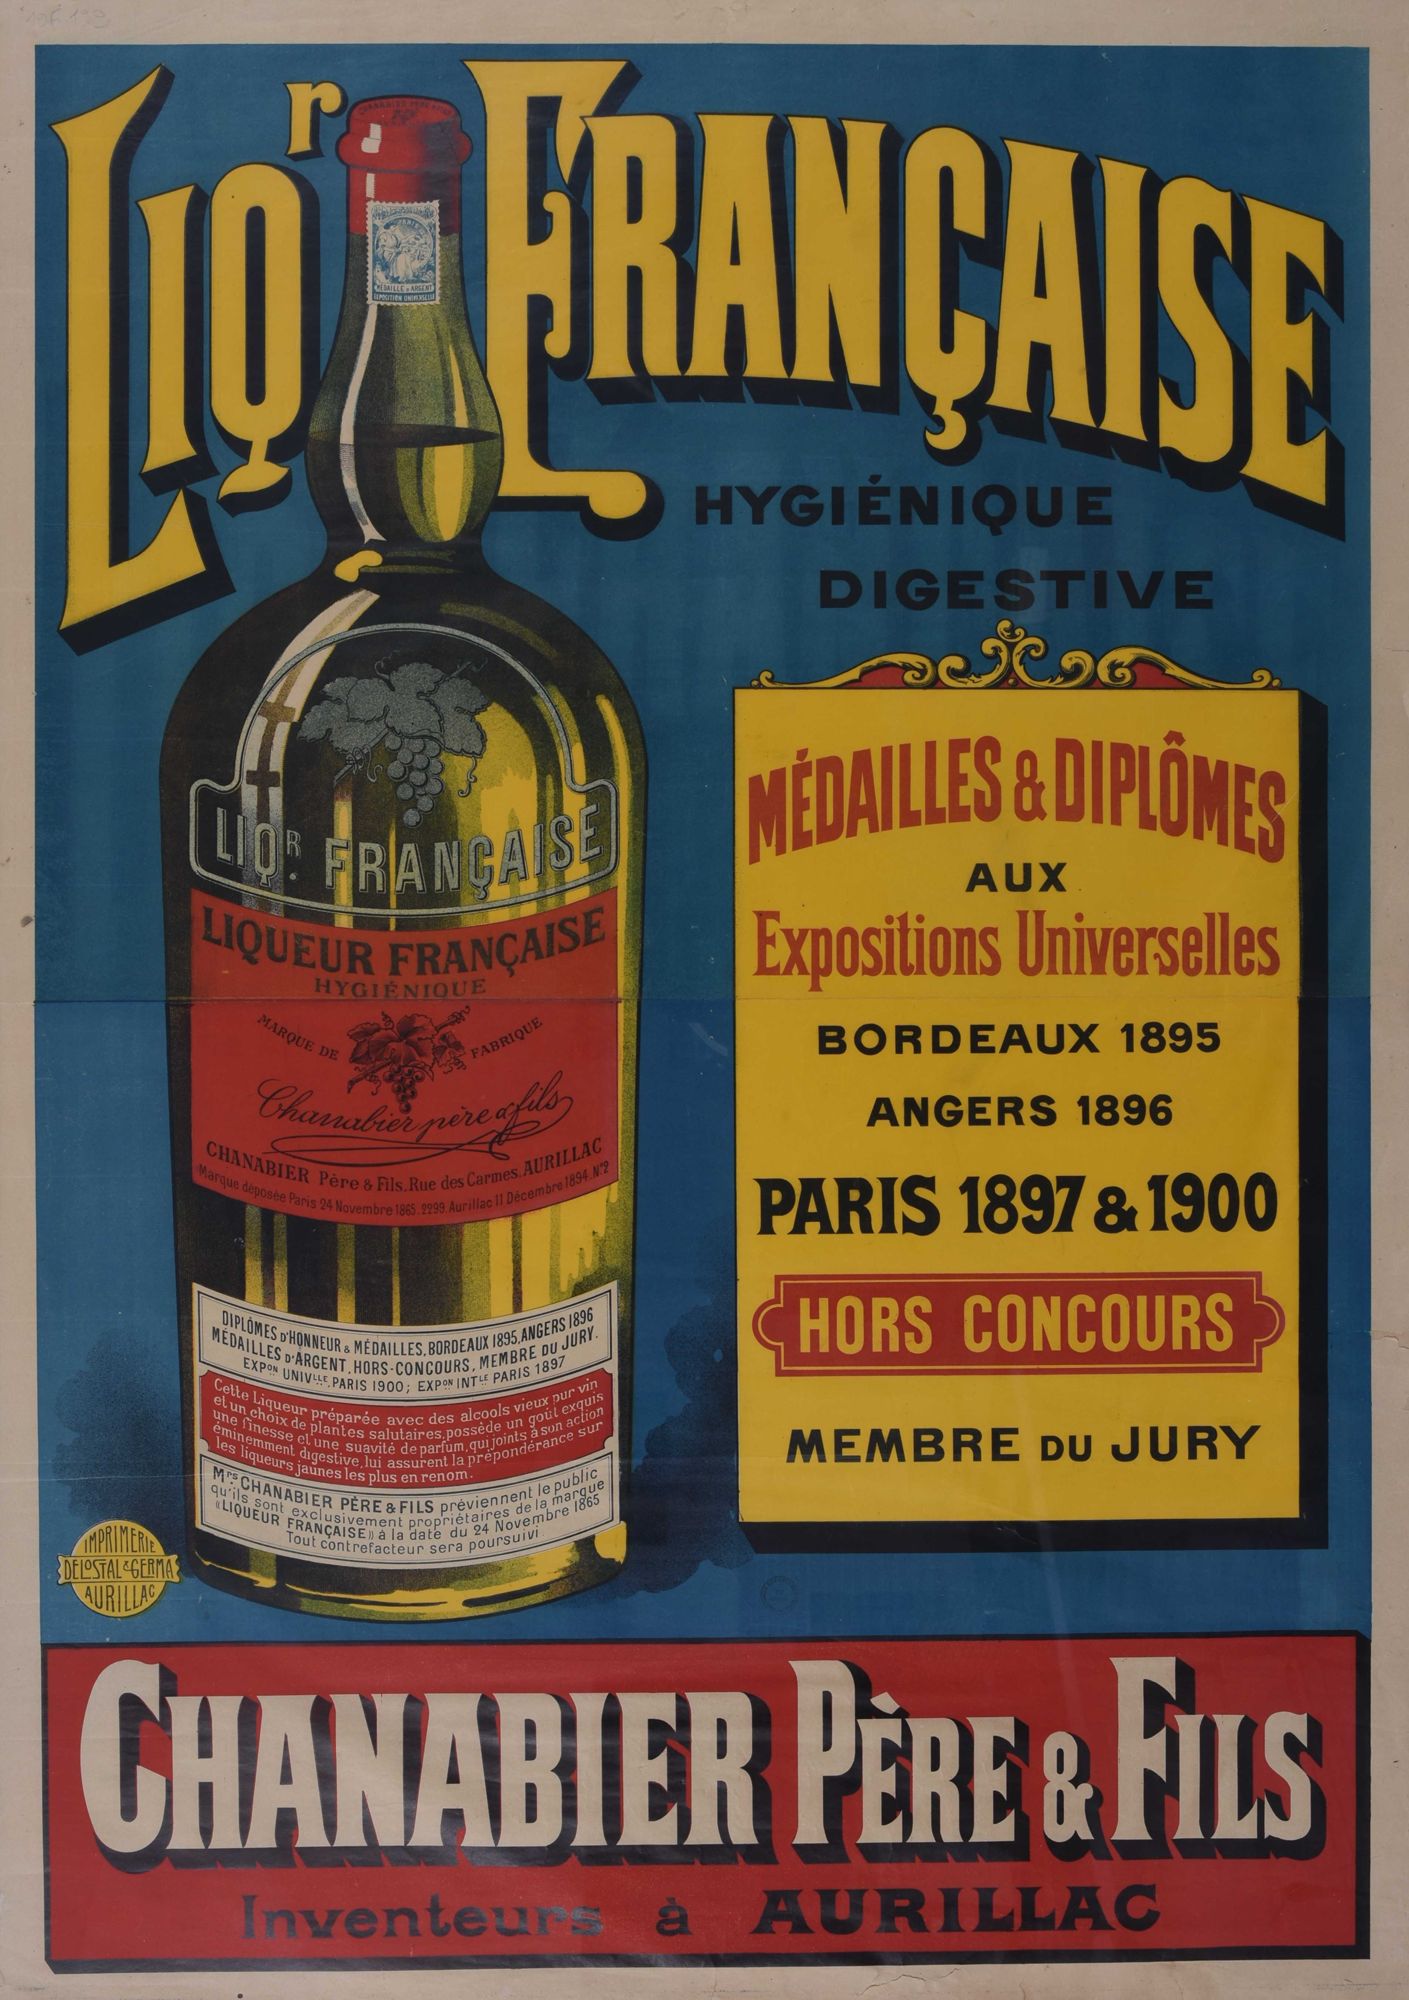 LIQr FRANÇAISE
HYGIÉNIQUE
DIGESTIVE
MÉDAILLE D'ARGENT
EXPOSITION UNIVERSELLE
LIQR. FRANÇAISE
LIQUEUR FRANÇAISE
HYGIÉNIQUE
MARQUE DE FABRIQUE
Chanabier père & fils
CHANABIER Père & Fils, Rue des Carmes, AURILLAC
Marque déposée Paris 24 Novembre 1865. 2299. Aurillac 11 Décembre 1894. No2
DIPLÔMES D'HONNEUR & MÉDAILLES, BORDEAUX 1895, ANGERS 1896
MÉDAILLES D'ARGENT, HORS-CONCOURS, MEMBRE DU JURY.
EXPon UNIVlle PARIS 1900; EXPon INTle PARIS 1897
Cette Liqueur préparée avec des alcools vieux pur vin
et un choix de plantes salutaires, possède un goût exquis
une finesse et une suavité de parfum, qui joints à son action
éminemment digestive, lui assurent la prépondérance sur
les liqueurs jaunes les plus en renom.
Mrs CHANABIER PÈRE & FILS préviennent le public
qu'ils sont exclusivement propriétaires de la marque
«LIQUEUR FRANÇAISE» à la date du 24 Novembre 1865
Tout contrefacteur sera poursuivi
MÉDAILLES & DIPLÔMES
AUX
Expositions Universelles
BORDEAUX 1895
ANGERS 1896
PARIS 1897 & 1900
HORS CONCOURS
MEMBRE DU JURY
IMPRIMERIE
DELOSTAL & GERMA
AURILLAC
CHANABIER PÈRE & FILS
Inventeurs à AURILLAC